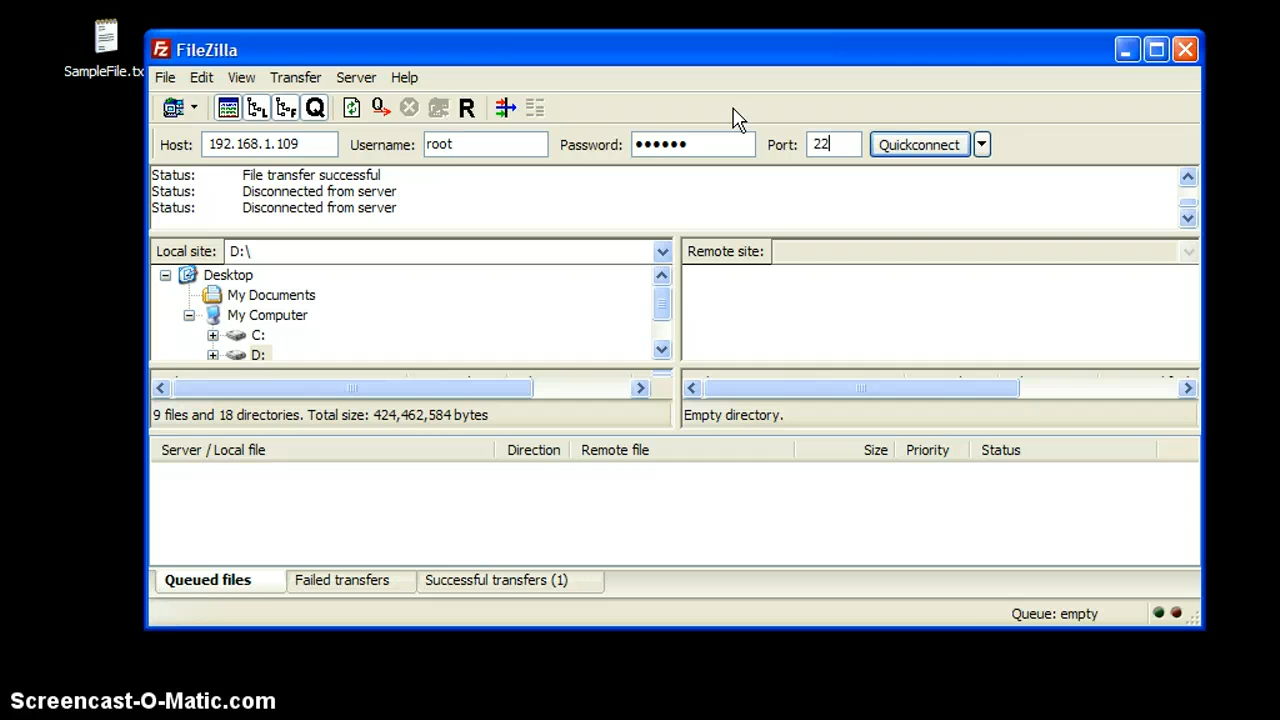 SampleFile.tx
FileZilla
File Edit View Transfer Server Help
Host: 192.168.1.109 Username: root Password: ●●●●●● Port: 22 Quickconnect
Status: File transfer successful
Status: Disconnected from server
Status: Disconnected from server
Local site: D:\
Remote site:
Desktop
My Documents
My Computer
C:
D:
9 files and 18 directories. Total size: 424,462,584 bytes
Empty directory.
Server / Local file Direction Remote file Size Priority Status
Queued files Failed transfers Successful transfers (1)
Queue: empty
Screencast-O-Matic.com